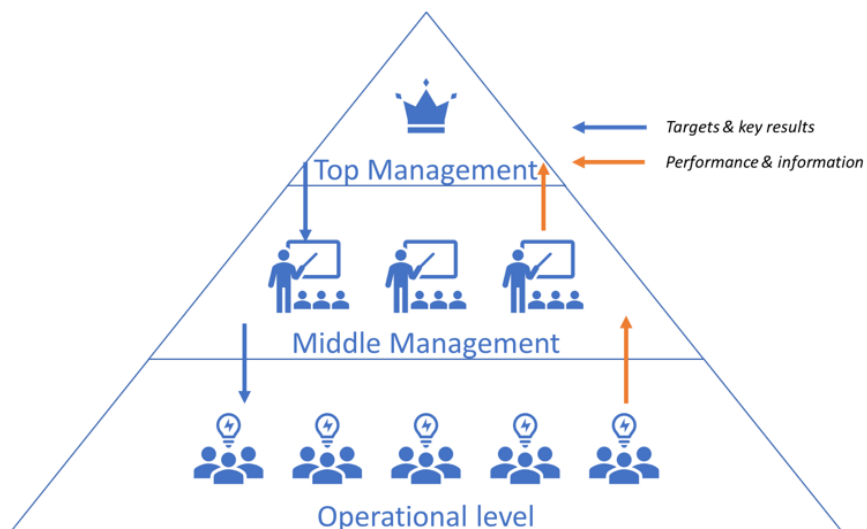 Targets & key results
Performance & information
Top Management
Middle Management
Operational level